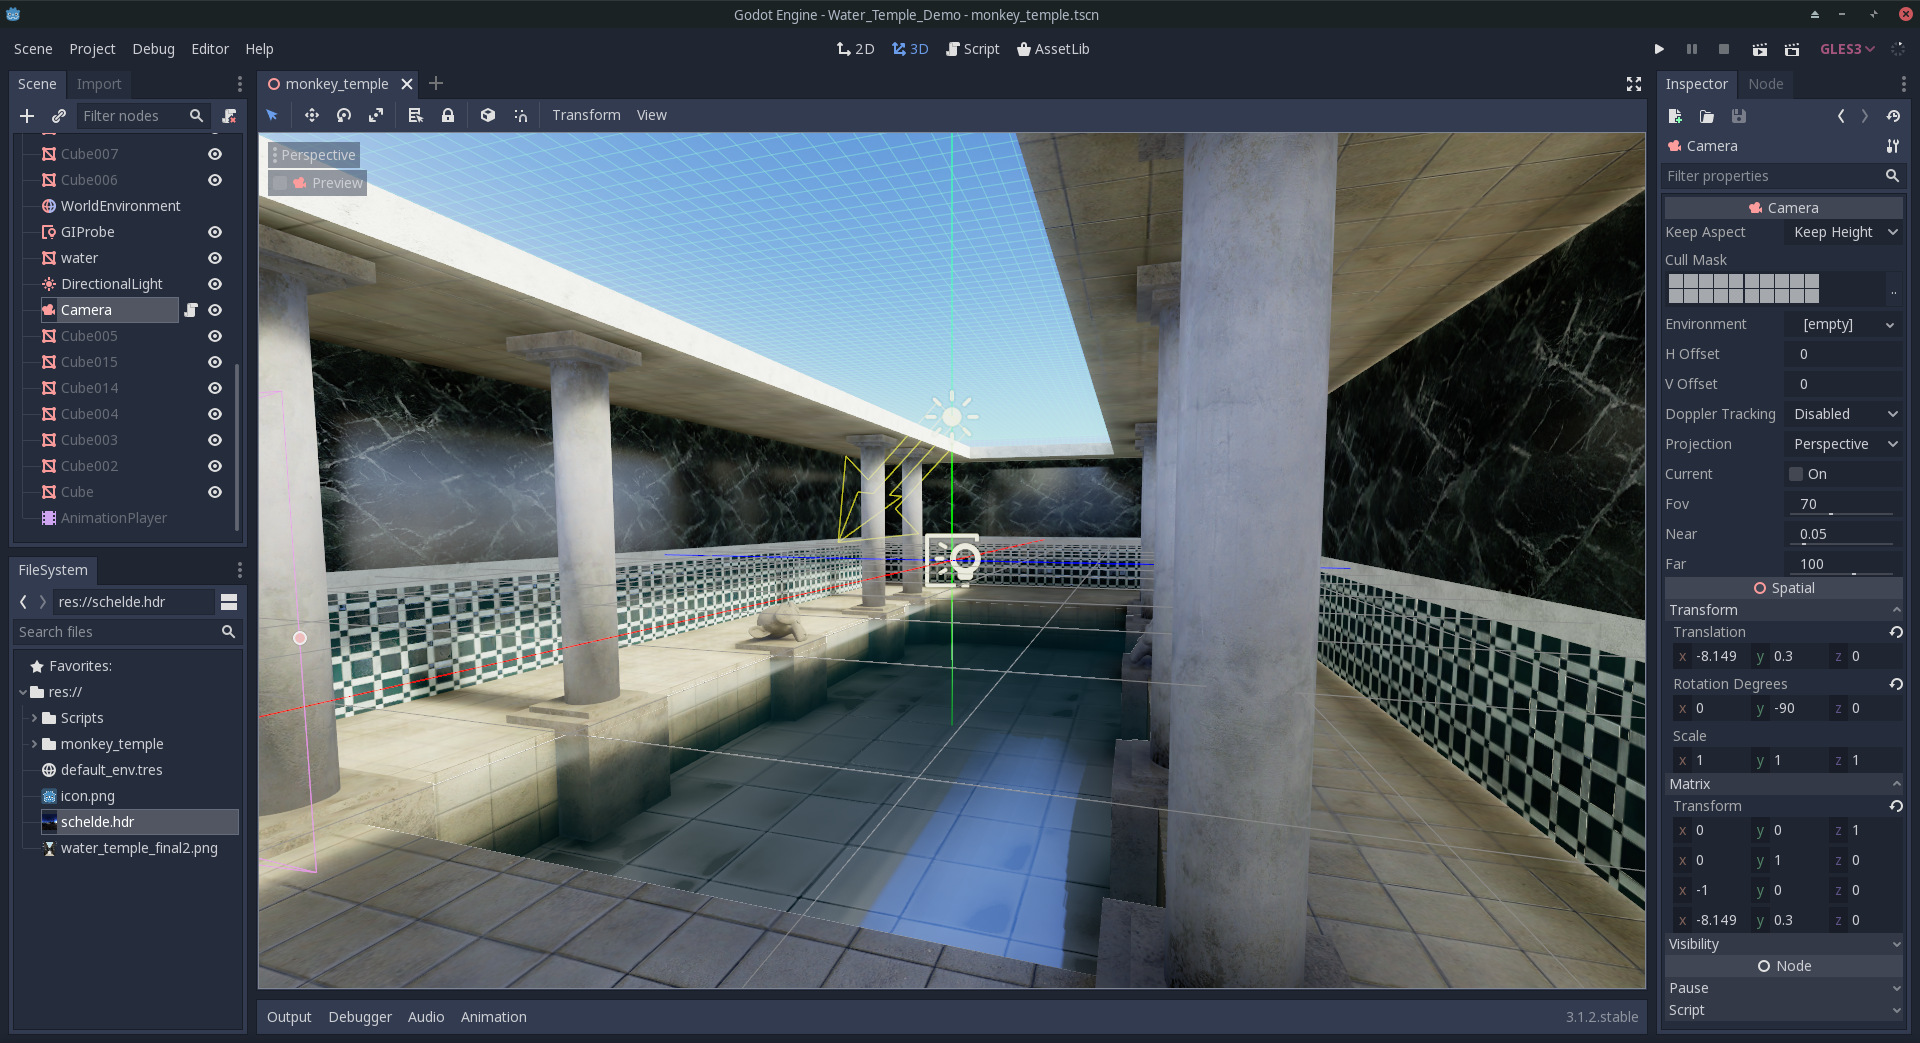 Godot Engine - Water_Temple_Demo - monkey_temple.tscn
Scene Project Debug Editor Help
2D 3D Script AssetLib
GLES3
Scene Import
Filter nodes
Cube007
Cube006
WorldEnvironment
GIProbe
water
DirectionalLight
Camera
Cube005
Cube015
Cube014
Cube004
Cube003
Cube002
Cube
AnimationPlayer
FileSystem
res://schelde.hdr
Search files
Favorites:
res://
Scripts
monkey_temple
default_env.tres
icon.png
schelde.hdr
water_temple_final2.png
monkey_temple
Transform View
Perspective
Preview
Output Debugger Audio Animation
3.1.2.stable
Inspector Node
Camera
Filter properties
Camera
Keep Aspect Keep Height
Cull Mask
..
Environment [empty]
H Offset 0
V Offset 0
Doppler Tracking Disabled
Projection Perspective
Current On
Fov 70
Near 0.05
Far 100
Spatial
Transform
Translation
x -8.149 y 0.3 z 0
Rotation Degrees
x 0 y -90 z 0
Scale
x 1 y 1 z 1
Matrix
Transform
x 0 y 0 z 1
x 0 y 1 z 0
x -1 y 0 z 0
x -8.149 y 0.3 z 0
Visibility
Node
Pause
Script